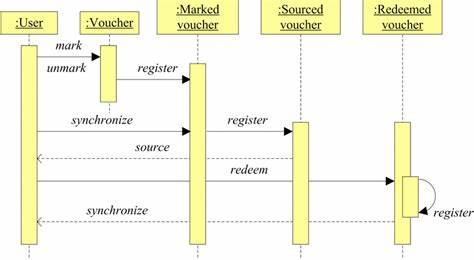 :User
:Voucher
:Marked
voucher
:Sourced
voucher
:Redeemed
voucher
mark
unmark
register
synchronize
register
source
redeem
synchronize
register